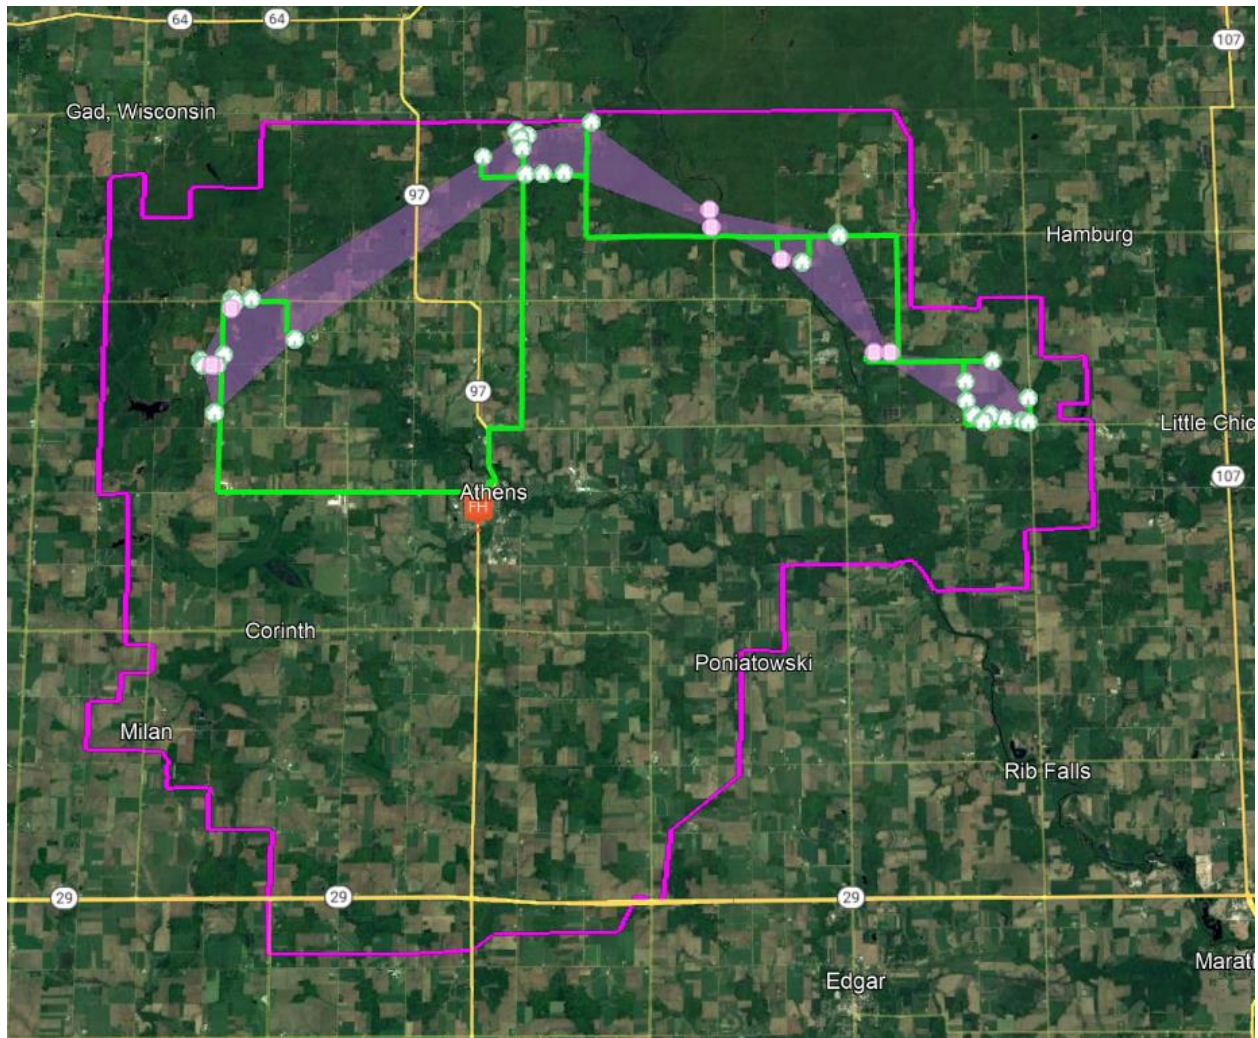 64
64
107
Gad, Wisconsin
97
Hamburg
97
Little Chic
107
Athens
FH
Corinth
Poniatowski
Milan
Rib Falls
29
29
29
Marat
Edgar